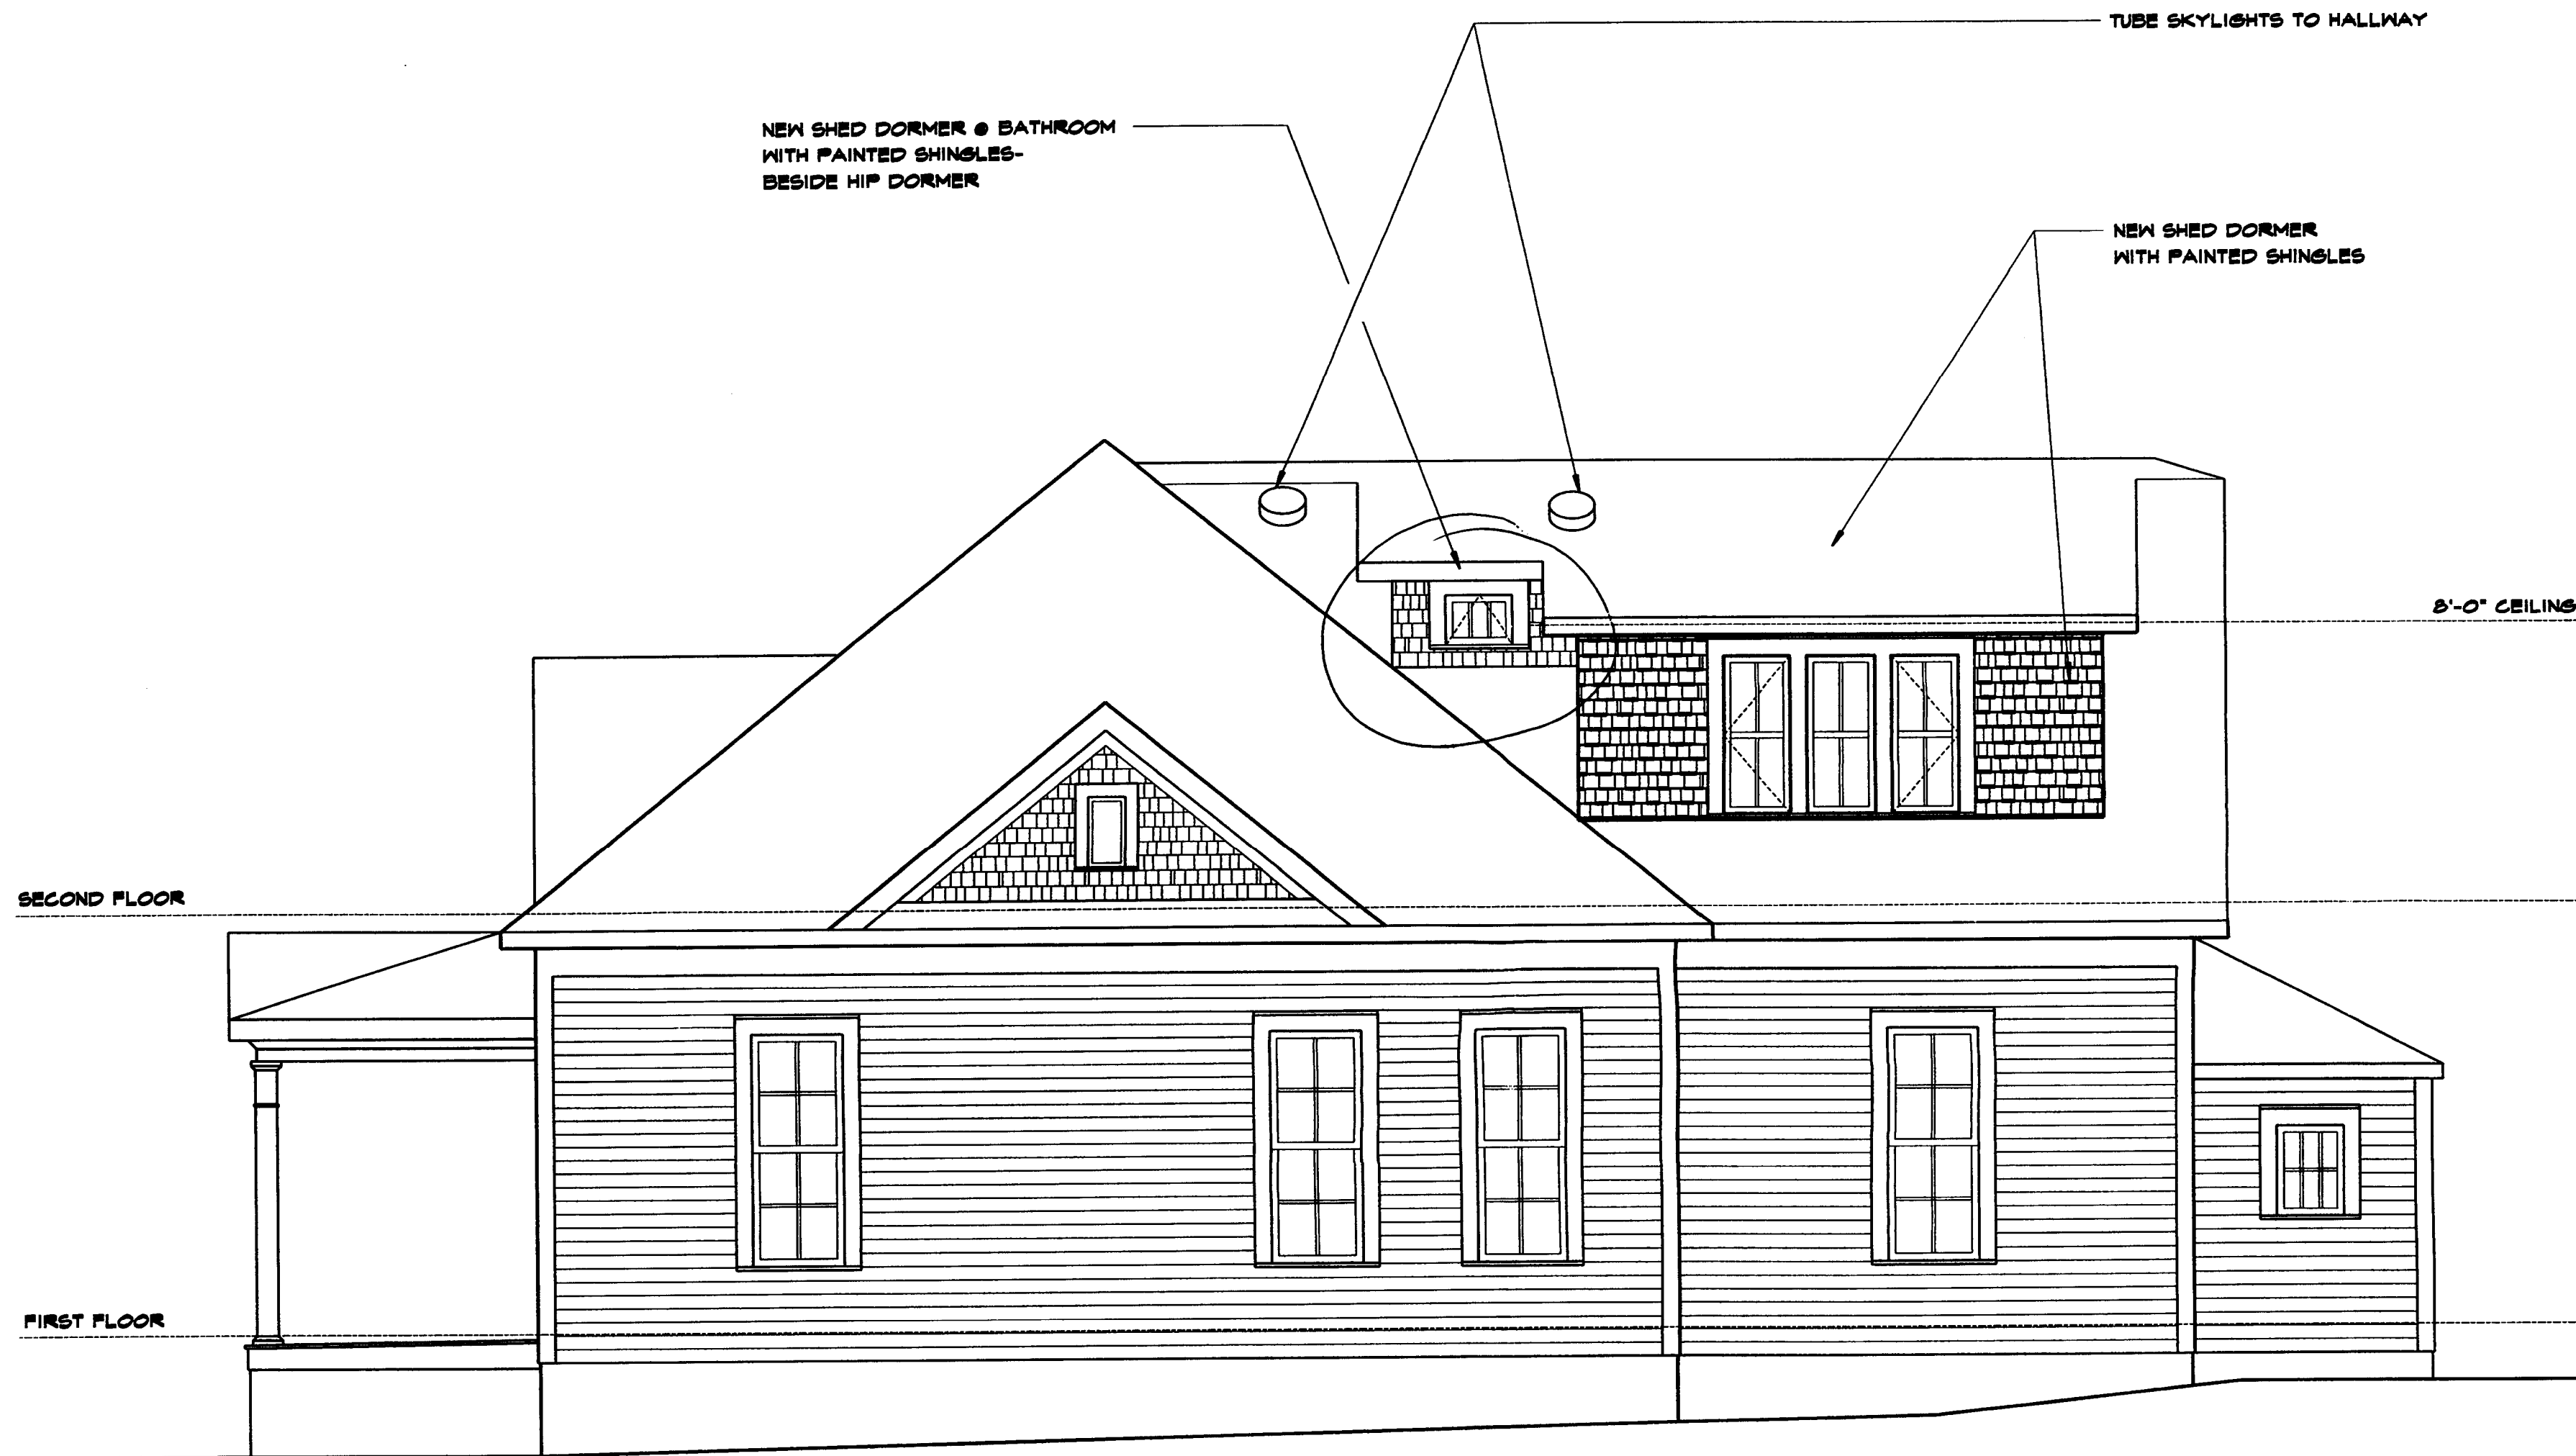 TUBE SKYLIGHTS TO HALLWAY
NEW SHED DORMER @ BATHROOM
WITH PAINTED SHINGLES-
BESIDE HIP DORMER
NEW SHED DORMER
WITH PAINTED SHINGLES
8'-0" CEILING
SECOND FLOOR
FIRST FLOOR